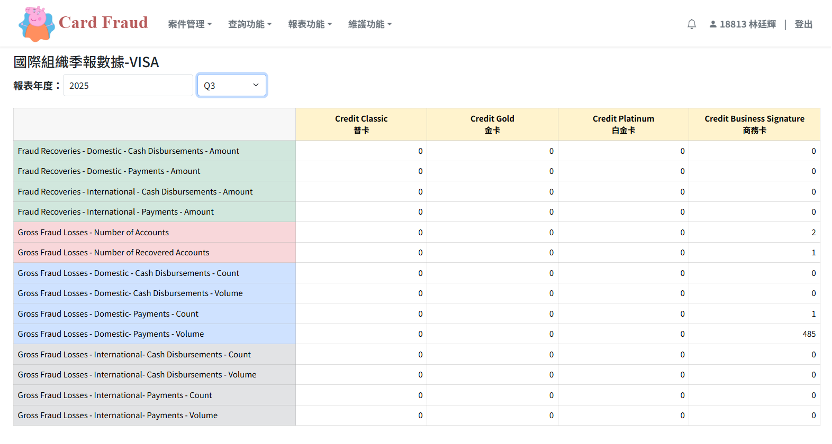 Card Fraud 案件管理 查詢功能 報表功能 維護功能 18813 林廷輝 | 登出
國際組織季報數據-VISA
報表年度： 2025 Q3
Credit Classic Credit Gold Credit Platinum Credit Business Signature
普卡 金卡 白金卡 商務卡
Fraud Recoveries - Domestic - Cash Disbursements - Amount 0 0 0 0
Fraud Recoveries - Domestic - Payments - Amount 0 0 0 0
Fraud Recoveries - International - Cash Disbursements - Amount 0 0 0 0
Fraud Recoveries - International - Payments - Amount 0 0 0 0
Gross Fraud Losses - Number of Accounts 0 0 0 2
Gross Fraud Losses - Number of Recovered Accounts 0 0 0 1
Gross Fraud Losses - Domestic - Cash Disbursements - Count 0 0 0 0
Gross Fraud Losses - Domestic- Cash Disbursements - Volume 0 0 0 0
Gross Fraud Losses - Domestic- Payments - Count 0 0 0 1
Gross Fraud Losses - Domestic- Payments - Volume 0 0 0 485
Gross Fraud Losses - International- Cash Disbursements - Count 0 0 0 0
Gross Fraud Losses - International- Cash Disbursements - Volume 0 0 0 0
Gross Fraud Losses - International-Payments - Count 0 0 0 0
Gross Fraud Losses - International- Payments - Volume 0 0 0 0